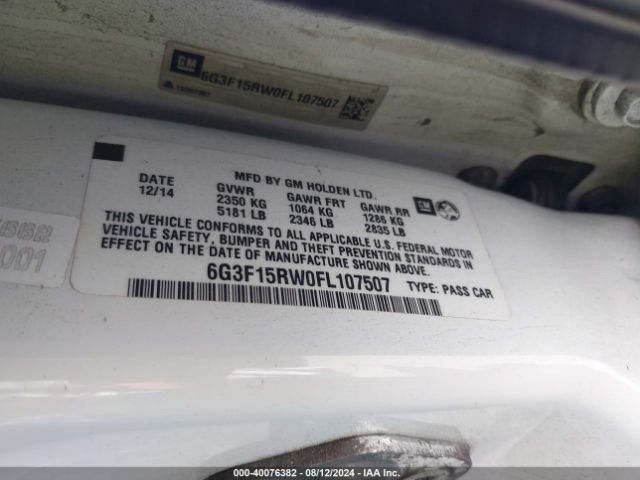 GM
6G3F15RW0FL107507
MFD BY GM HOLDEN LTD.
DATE GVWR GAWR FRT GAWR RR
12/14 2350 KG 1064 KG 1286 KG
5181 LB 2346 LB 2835 LB
GM
THIS VEHICLE CONFORMS TO ALL APPLICABLE U.S. FEDERAL MOTOR
VEHICLE SAFETY, BUMPER AND THEFT PREVENTION STANDARDS IN
EFFECT ON THE DATE OF MANUFACTURE SHOWN ABOVE.
6G3F15RW0FL107507 TYPE: PASS CAR
000-40076382 - 08/12/2024 - IAA Inc.